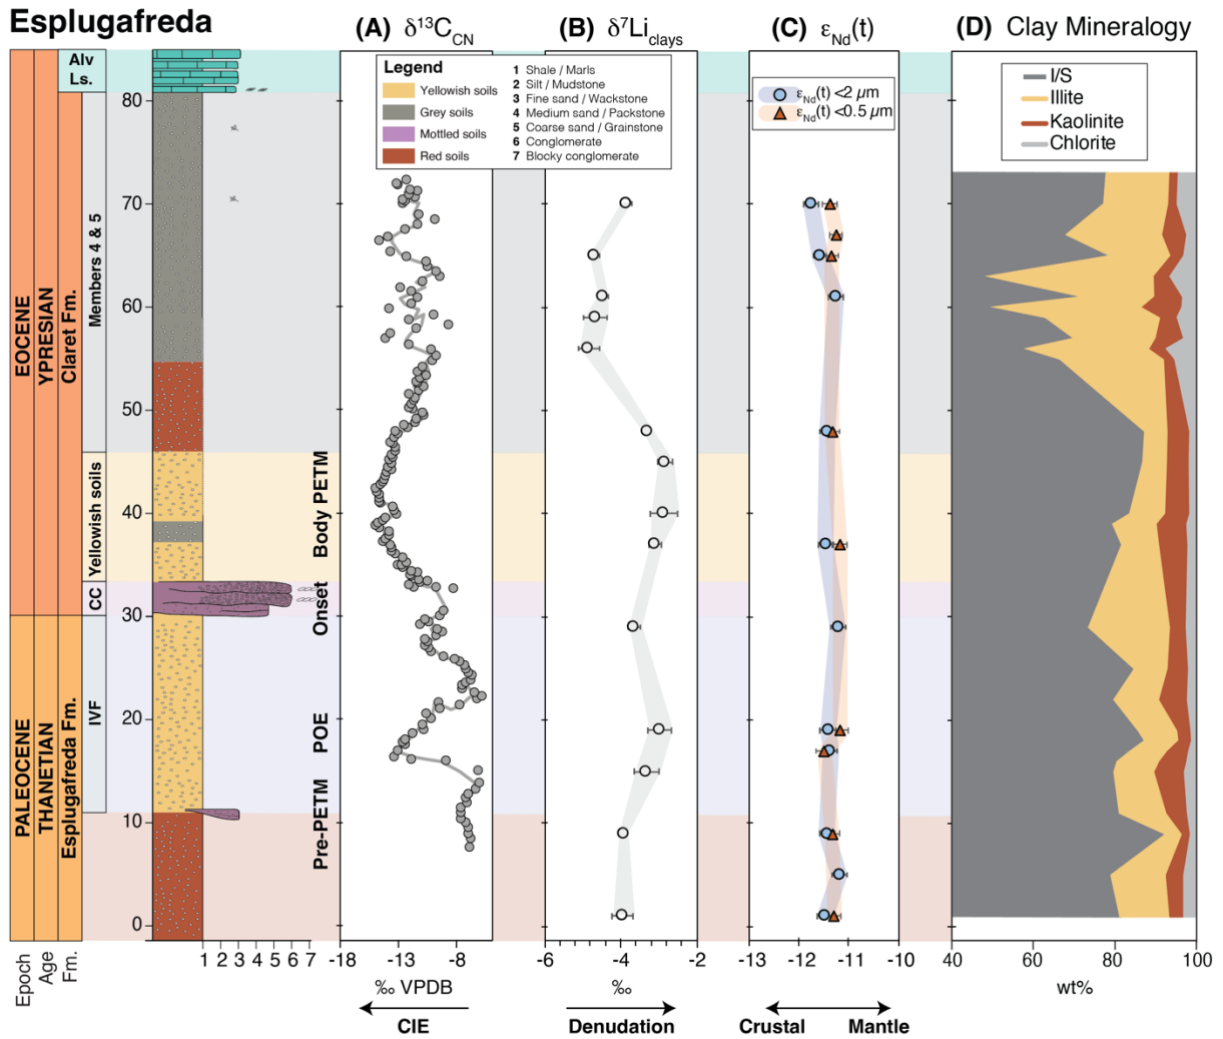 Esplugafreda
(A) δ¹³C_CN
(B) δ⁷Li_clays
(C) ε_Nd(t)
(D) Clay Mineralogy
Alv
Ls.
Legend
Yellowish soils
Grey soils
Mottled soils
Red soils
1 Shale / Marls
2 Silt / Mudstone
3 Fine sand / Wackstone
4 Medium sand / Packstone
5 Coarse sand / Grainstone
6 Conglomerate
7 Blocky conglomerate
ε_Nd(t) <2 µm
ε_Nd(t) <0.5 µm
I/S
Illite
Kaolinite
Chlorite
80
70
60
50
40
30
20
10
0
EOCENE
YPRESIAN
Claret Fm.
Members 4 & 5
Yellowish soils
CC
PALEOCENE
THANETIAN
Esplugafreda Fm.
IVF
Body PETM
Onset
POE
Pre-PETM
Epoch
Age
Fm.
1 2 3 4 5 6 7
-18 -13 -8
‰ VPDB
CIE
-6 -4 -2
‰
Denudation
-13 -12 -11 -10
Crustal Mantle
40 60 80 100
wt%